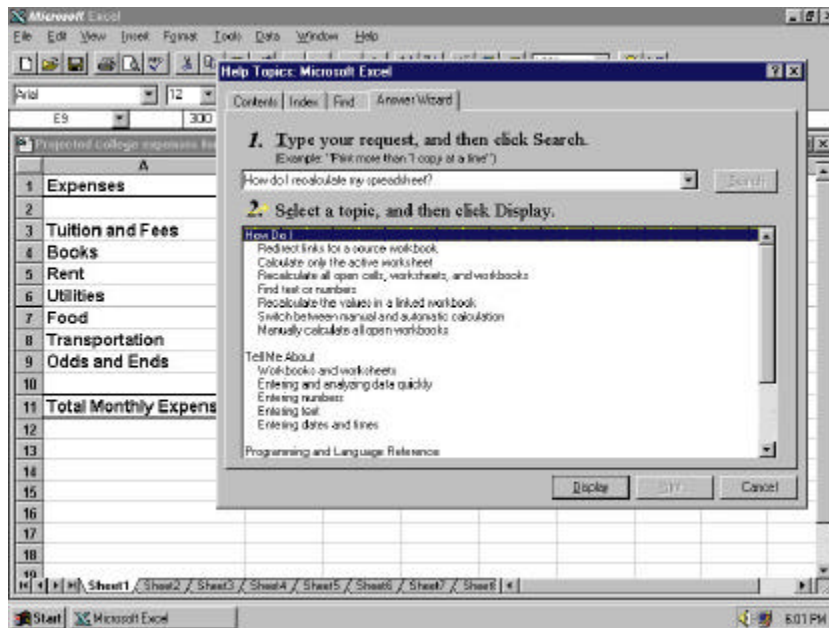 Microsoft Excel
File Edit View Insert Format Tools Data Window Help
Arial 12
E9 300
Projected College expenses for
A
1 Expenses
2
3 Tuition and Fees
4 Books
5 Rent
6 Utilities
7 Food
8 Transportation
9 Odds and Ends
10
11 Total Monthly Expens
12
13
14
15
16
17
18
19
Help Topics: Microsoft Excel
Contents Index Find Answer Wizard
1. Type your request, and then click Search.
(Example: "Print more than 1 copy at a time")
How do I recalculate my spreadsheet?
Search
2. Select a topic, and then click Display.
How Do I
Redirect links for a source workbook
Calculate only the active worksheet
Recalculate all open cells, worksheets, and workbooks
Find text or numbers
Recalculate the values in a linked workbook
Switch between manual and automatic calculation
Manually calculate all open workbooks
Tell Me About
Workbooks and worksheets
Entering and analyzing data quickly
Entering numbers
Entering text
Entering dates and times
Programming and Language Reference
Display Cancel
Sheet1 Sheet2 Sheet3 Sheet4 Sheet5 Sheet6 Sheet7 Sheet8
Start Microsoft Excel 6:01 PM